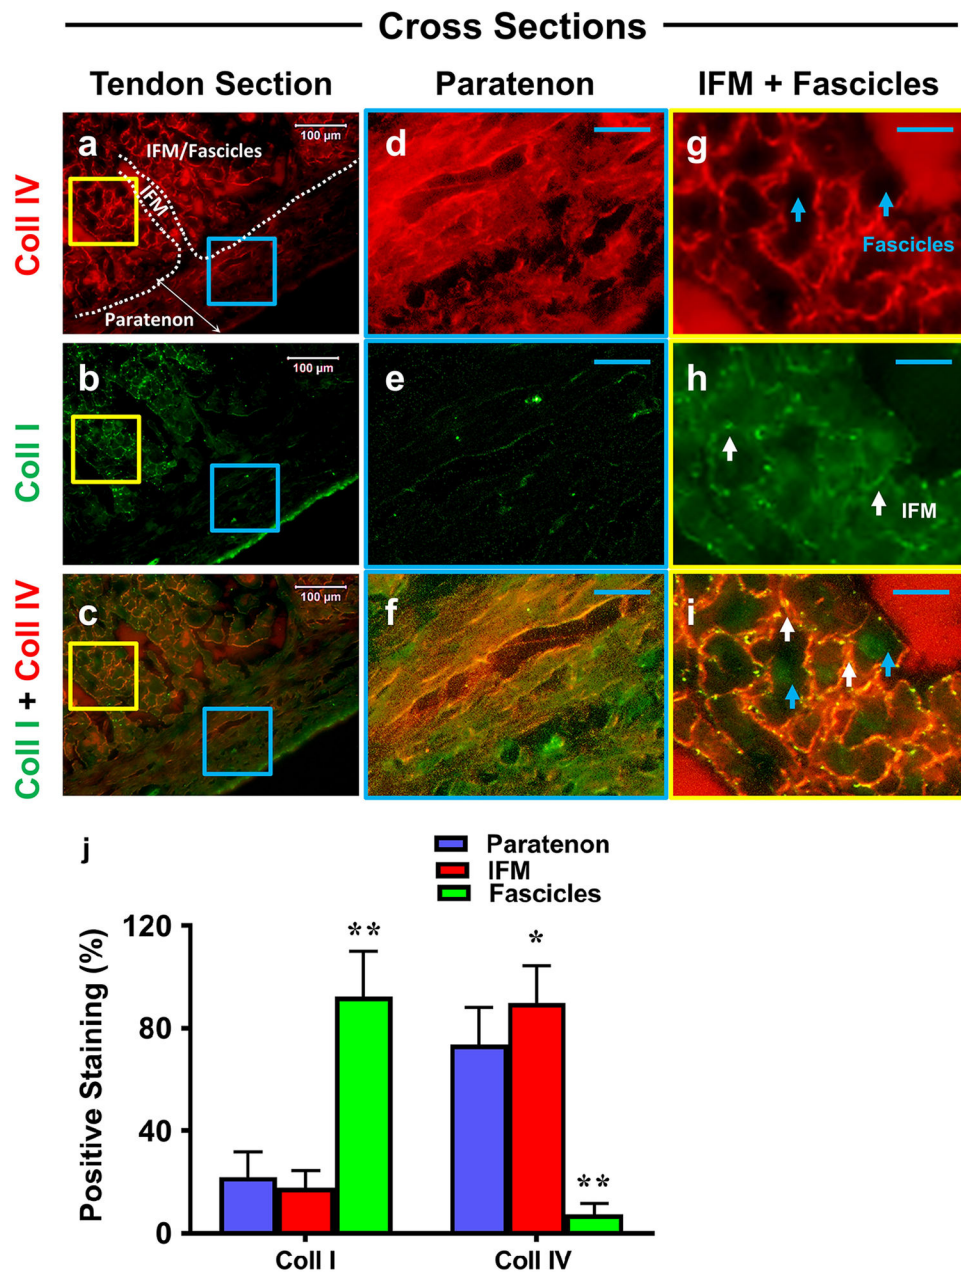 Cross Sections
Tendon Section
Paratenon
IFM + Fascicles
Coll IV
a
IFM/Fascicles
100 µm
IFM
Paratenon
d
g
Fascicles
Coll I
b
100 µm
e
h
IFM
Coll I + Coll IV
c
100 µm
f
i
j
Paratenon
IFM
Fascicles
Positive Staining (%)
120
80
40
0
**
*
**
Coll I
Coll IV